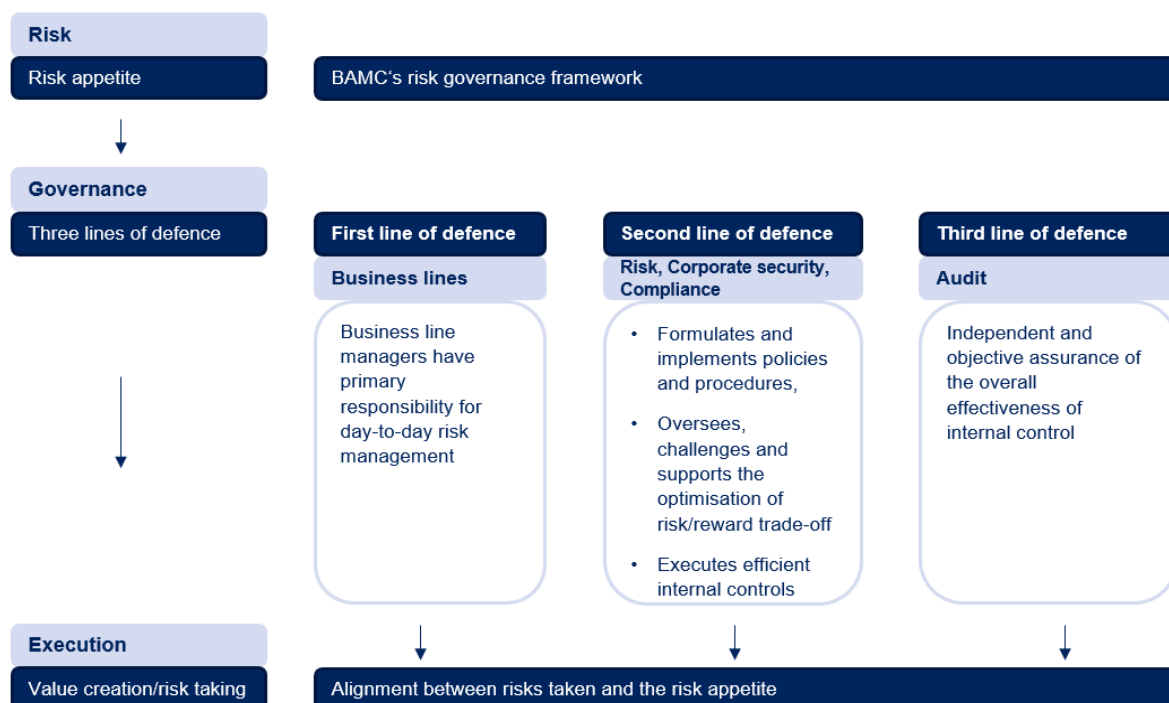 Risk
Risk appetite
BAMC's risk governance framework
Governance
Three lines of defence
First line of defence
Business lines
Business line
managers have
primary
responsibility for
day-to-day risk
management
Second line of defence
Risk, Corporate security,
Compliance
• Formulates and
implements policies
and procedures,
• Oversees,
challenges and
supports the
optimisation of
risk/reward trade-off
• Executes efficient
internal controls
Third line of defence
Audit
Independent and
objective assurance of
the overall
effectiveness of
internal control
Execution
Value creation/risk taking
Alignment between risks taken and the risk appetite